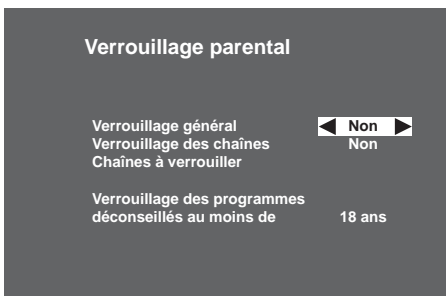 Verrouillage parental
Verrouillage général Non
Verrouillage des chaînes Non
Chaînes à verrouiller
Verrouillage des programmes
déconseillés au moins de 18 ans